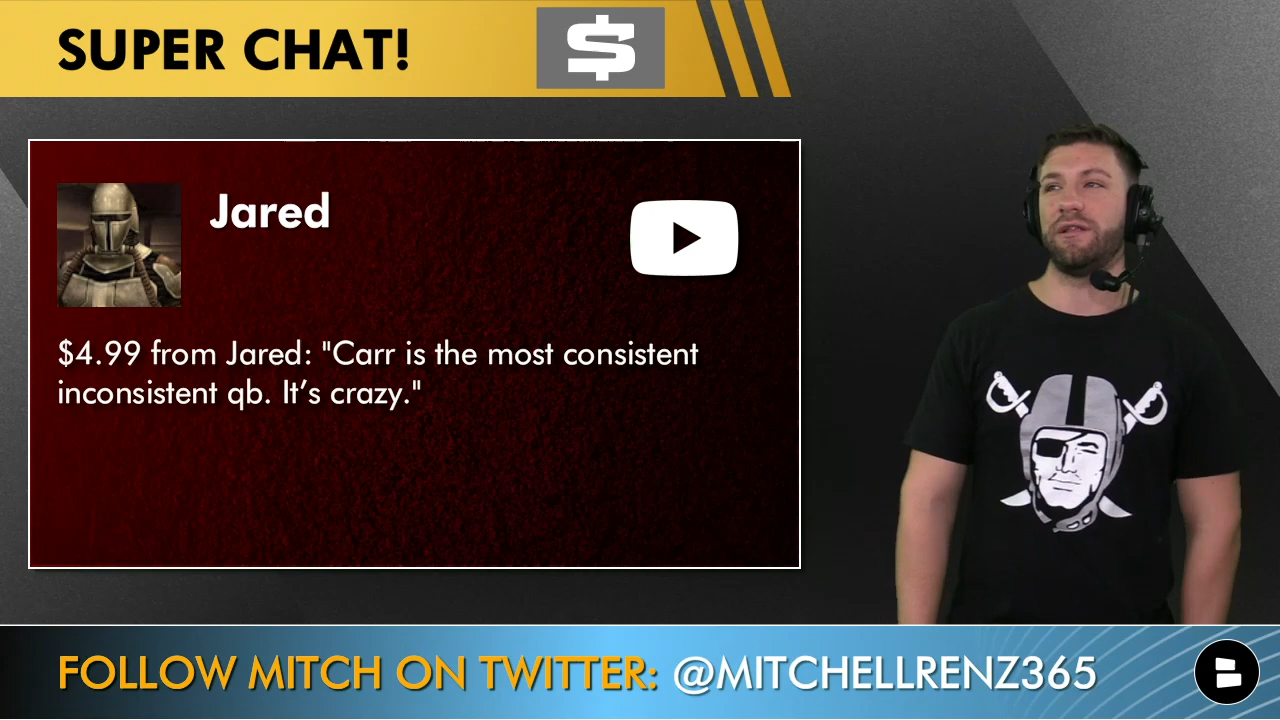 SUPER CHAT!
Jared
$4.99 from Jared: "Carr is the most consistent
inconsistent qb. It’s crazy."
FOLLOW MITCH ON TWITTER: @MITCHELLRENZ365